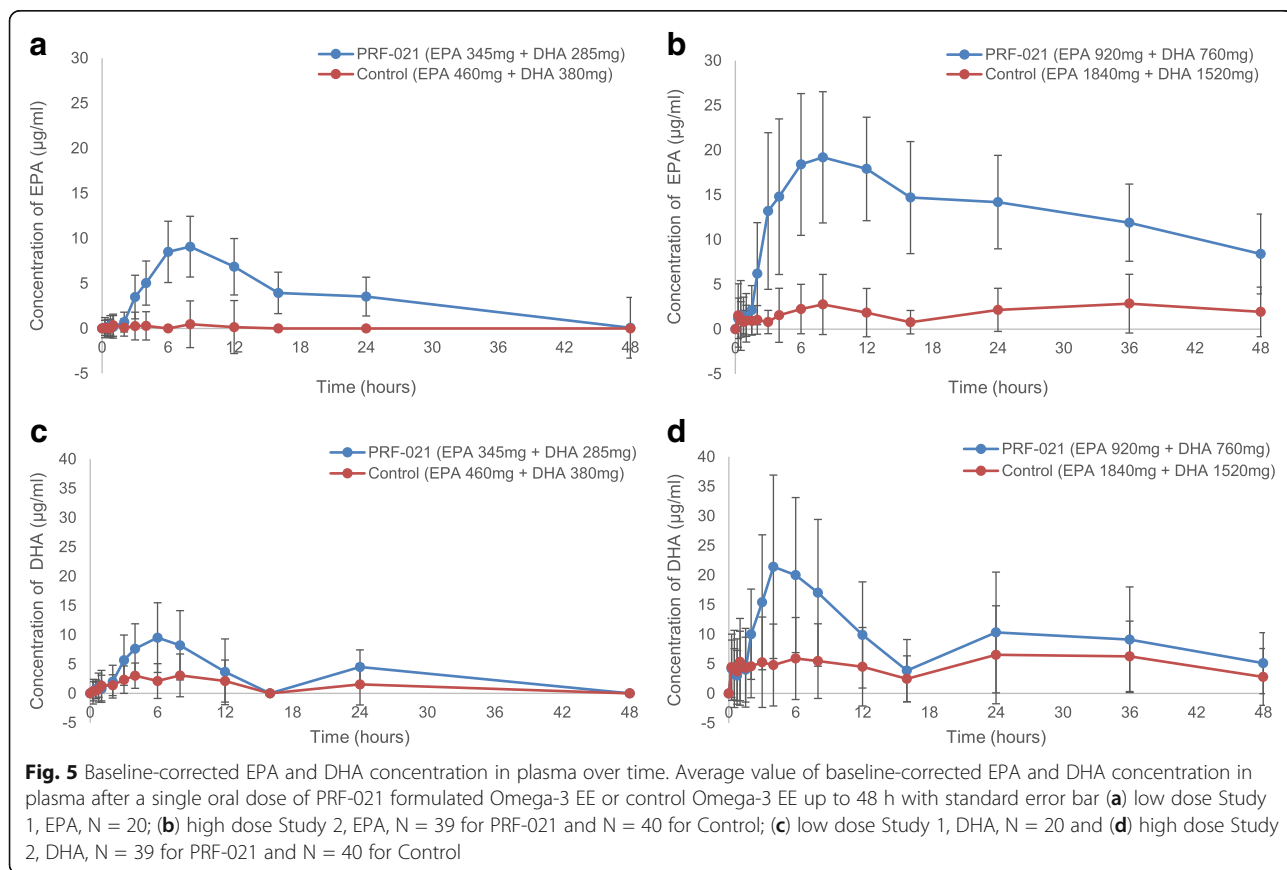 a
PRF-021 (EPA 345mg + DHA 285mg)
Control (EPA 460mg + DHA 380mg)
30
25
20
15
10
5
0
-5
Concentration of EPA (µg/ml)
0 6 12 18 24 30 36 42 48
Time (hours)
b
PRF-021 (EPA 920mg + DHA 760mg)
Control (EPA 1840mg + DHA 1520mg)
30
25
20
15
10
5
0
-5
Concentration of EPA (µg/ml)
0 6 12 18 24 30 36 42 48
Time (hours)
c
PRF-021 (EPA 345mg + DHA 285mg)
Control (EPA 460mg + DHA 380mg)
40
35
30
25
20
15
10
5
0
-5
Concentration of DHA (µg/ml)
0 6 12 18 24 30 36 42 48
Time (hours)
d
PRF-021 (EPA 920mg + DHA 760mg)
Control (EPA 1840mg + DHA 1520mg)
40
35
30
25
20
15
10
5
0
-5
Concentration of DHA (µg/ml)
0 6 12 18 24 30 36 42 48
Time (hours)
Fig. 5 Baseline-corrected EPA and DHA concentration in plasma over time. Average value of baseline-corrected EPA and DHA concentration in
plasma after a single oral dose of PRF-021 formulated Omega-3 EE or control Omega-3 EE up to 48 h with standard error bar (a) low dose Study
1, EPA, N = 20; (b) high dose Study 2, EPA, N = 39 for PRF-021 and N = 40 for Control; (c) low dose Study 1, DHA, N = 20 and (d) high dose Study
2, DHA, N = 39 for PRF-021 and N = 40 for Control